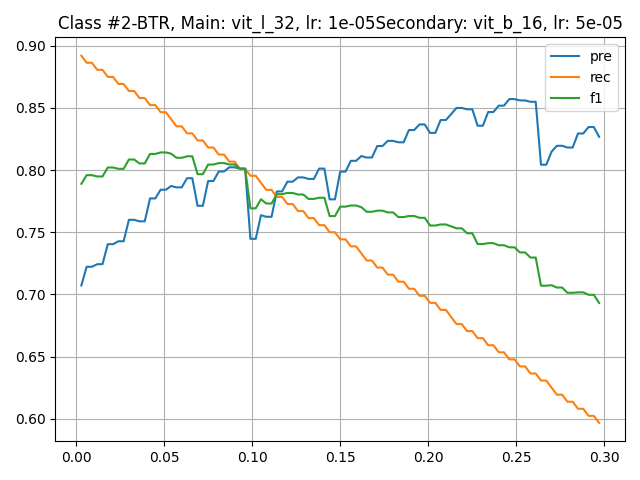 Class #2-BTR, Main: vit_l_32, lr: 1e-05Secondary: vit_b_16, lr: 5e-05
pre
rec
f1
0.90
0.85
0.80
0.75
0.70
0.65
0.60
0.00 0.05 0.10 0.15 0.20 0.25 0.30